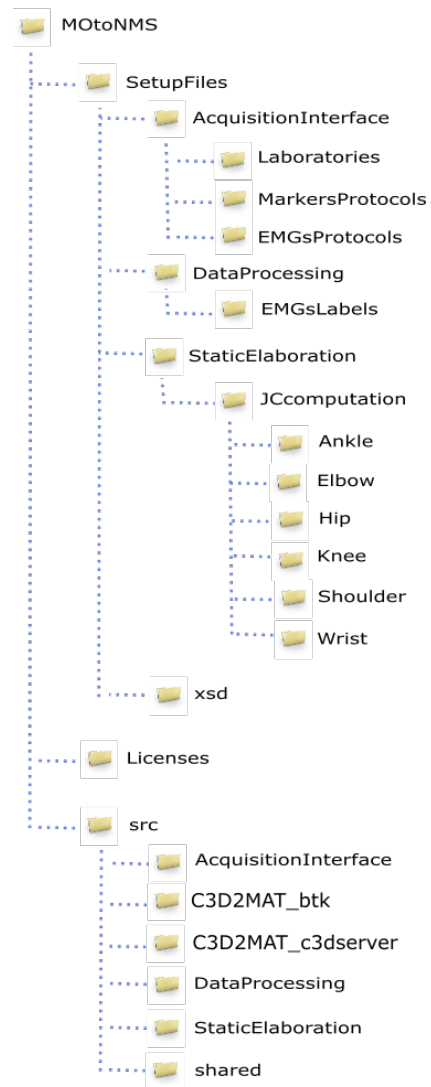 MOtoNMS
SetupFiles
AcquisitionInterface
Laboratories
MarkersProtocols
EMGsProtocols
DataProcessing
EMGsLabels
StaticElaboration
JCcomputation
Ankle
Elbow
Hip
Knee
Shoulder
Wrist
xsd
Licenses
src
AcquisitionInterface
C3D2MAT_btk
C3D2MAT_c3dserver
DataProcessing
StaticElaboration
shared